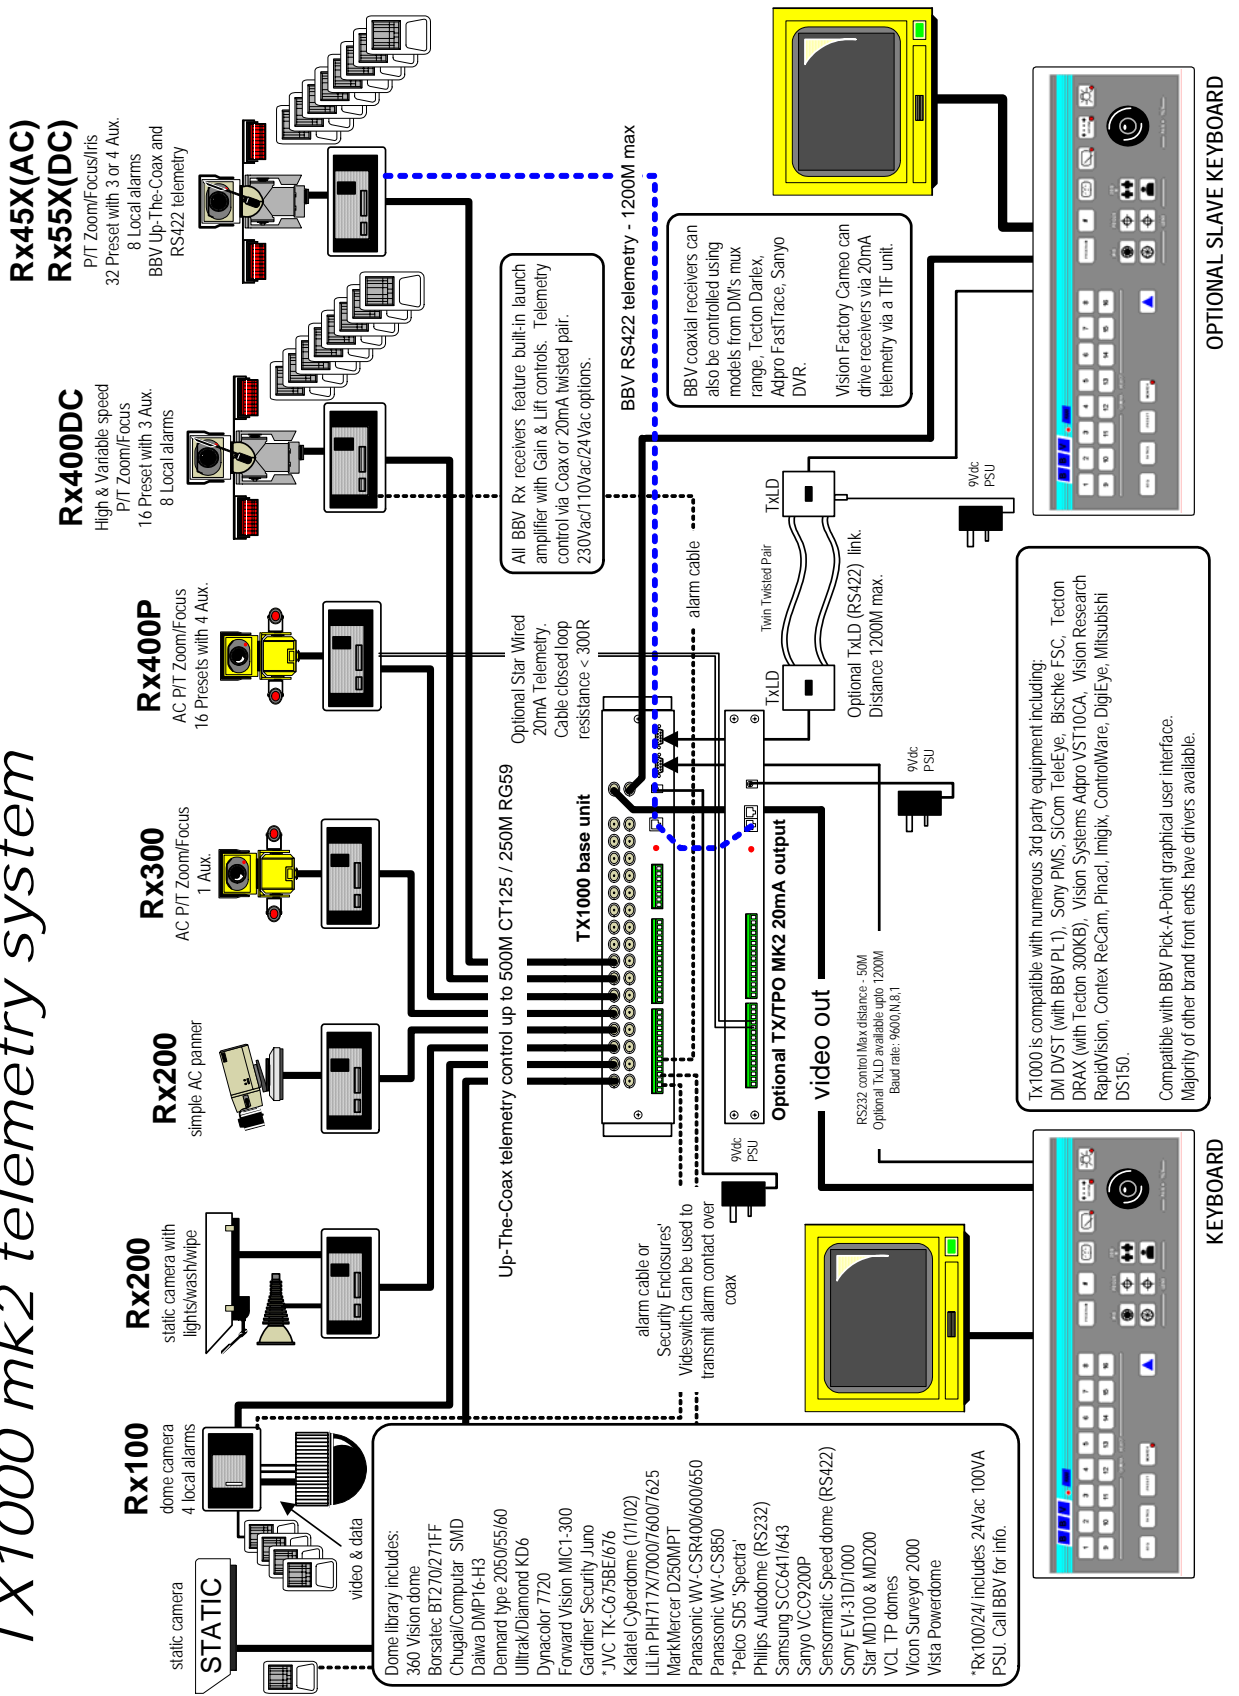 TX1000 mk2 telemetry system
static camera
STATIC
Rx100
dome camera
4 local alarms
video & data
Rx200
static camera with
lights/wash/wipe
Rx200
simple AC panner
Rx300
AC P/T Zoom/Focus
1 Aux.
Rx400P
AC P/T Zoom/Focus
16 Presets with 4 Aux.
Rx400DC
High & Variable speed
P/T Zoom/Focus
16 Preset with 3 Aux.
8 Local alarms
Rx45X(AC)
Rx55X(DC)
P/T Zoom/Focus/Iris
32 Preset with 3 or 4 Aux.
8 Local alarms
BBV Up-The-Coax and
RS422 telemetry
Dome library includes:
360 Vision dome
Borsatec BT270/271FF
Chugai/Computar SMD
Daiwa DMP16-H3
Dennard type 2050/55/60
Ulltrak/Diamond KD6
Dynacolor 7720
Forward Vision MIC1-300
Gardiner Security Juno
*JVC TK-C675BE/676
Kalatel Cyberdome (1/1/02)
LiLin PIH717X/7000/7600/7625
MarkMercer D250MPT
Panasonic WV-CSR400/600/650
Panasonic WV-CS850
*Pelco SD5 'Spectra'
Philips Autodome (RS232)
Samsung SCC641/643
Sanyo VCC9200P
Sensormatic Speed dome (RS422)
Sony EVI-31D/1000
Star MD100 & MD200
VCL TP domes
Vicon Surveyor 2000
Vista Powerdome
*Rx100/24/ includes 24Vac 100VA
PSU. Call BBV for info.
Up-The-Coax telemetry control up to 500M CT125 / 250M RG59
Optional Star Wired
20mA Telemetry.
Cable closed loop
resistance < 300R
All BBV Rx receivers feature built-in launch
amplifier with Gain & Lift controls. Telemetry
control via Coax or 20mA twisted pair.
230Vac/110Vac/24Vac options.
alarm cable
BBV RS422 telemetry - 1200M max
BBV coaxial receivers can
also be controlled using
models from DM's mux
range, Tecton Darlex,
Adpro FastTrace, Sanyo
DVR.
Vision Factory Cameo can
drive receivers via 20mA
telemetry via a TIF unit.
alarm cable or
Security Enclosures'
Videswitch can be used to
transmit alarm contact over
coax
TX1000 base unit
9Vdc
PSU
Optional TX/TPO MK2 20mA output
video out
RS232 control Max distance - 50M
Optional TxLD available upto 1200M
Baud rate: 9600,N,8,1
9Vdc
PSU
TxLD
Twin Twisted Pair
TxLD
Optional TxLD (RS422) link.
Distance 1200M max.
9Vdc
PSU
Tx1000 is compatible with numerous 3rd party equipment including:
DM DVST (with BBV PL1), Sony PMS, SiCom TeleEye, Bischke FSC, Tecton
DRAX (with Tecton 300KB), Vision Systems Adpro VST10CA, Vision Research
RapidVision, Contex ReCam, Pinacl, Imigix, ControlWare, DigiEye, Mitsubishi
DS150.
Compatible with BBV Pick-A-Point graphical user interface.
Majority of other brand front ends have drivers available.
KEYBOARD
OPTIONAL SLAVE KEYBOARD